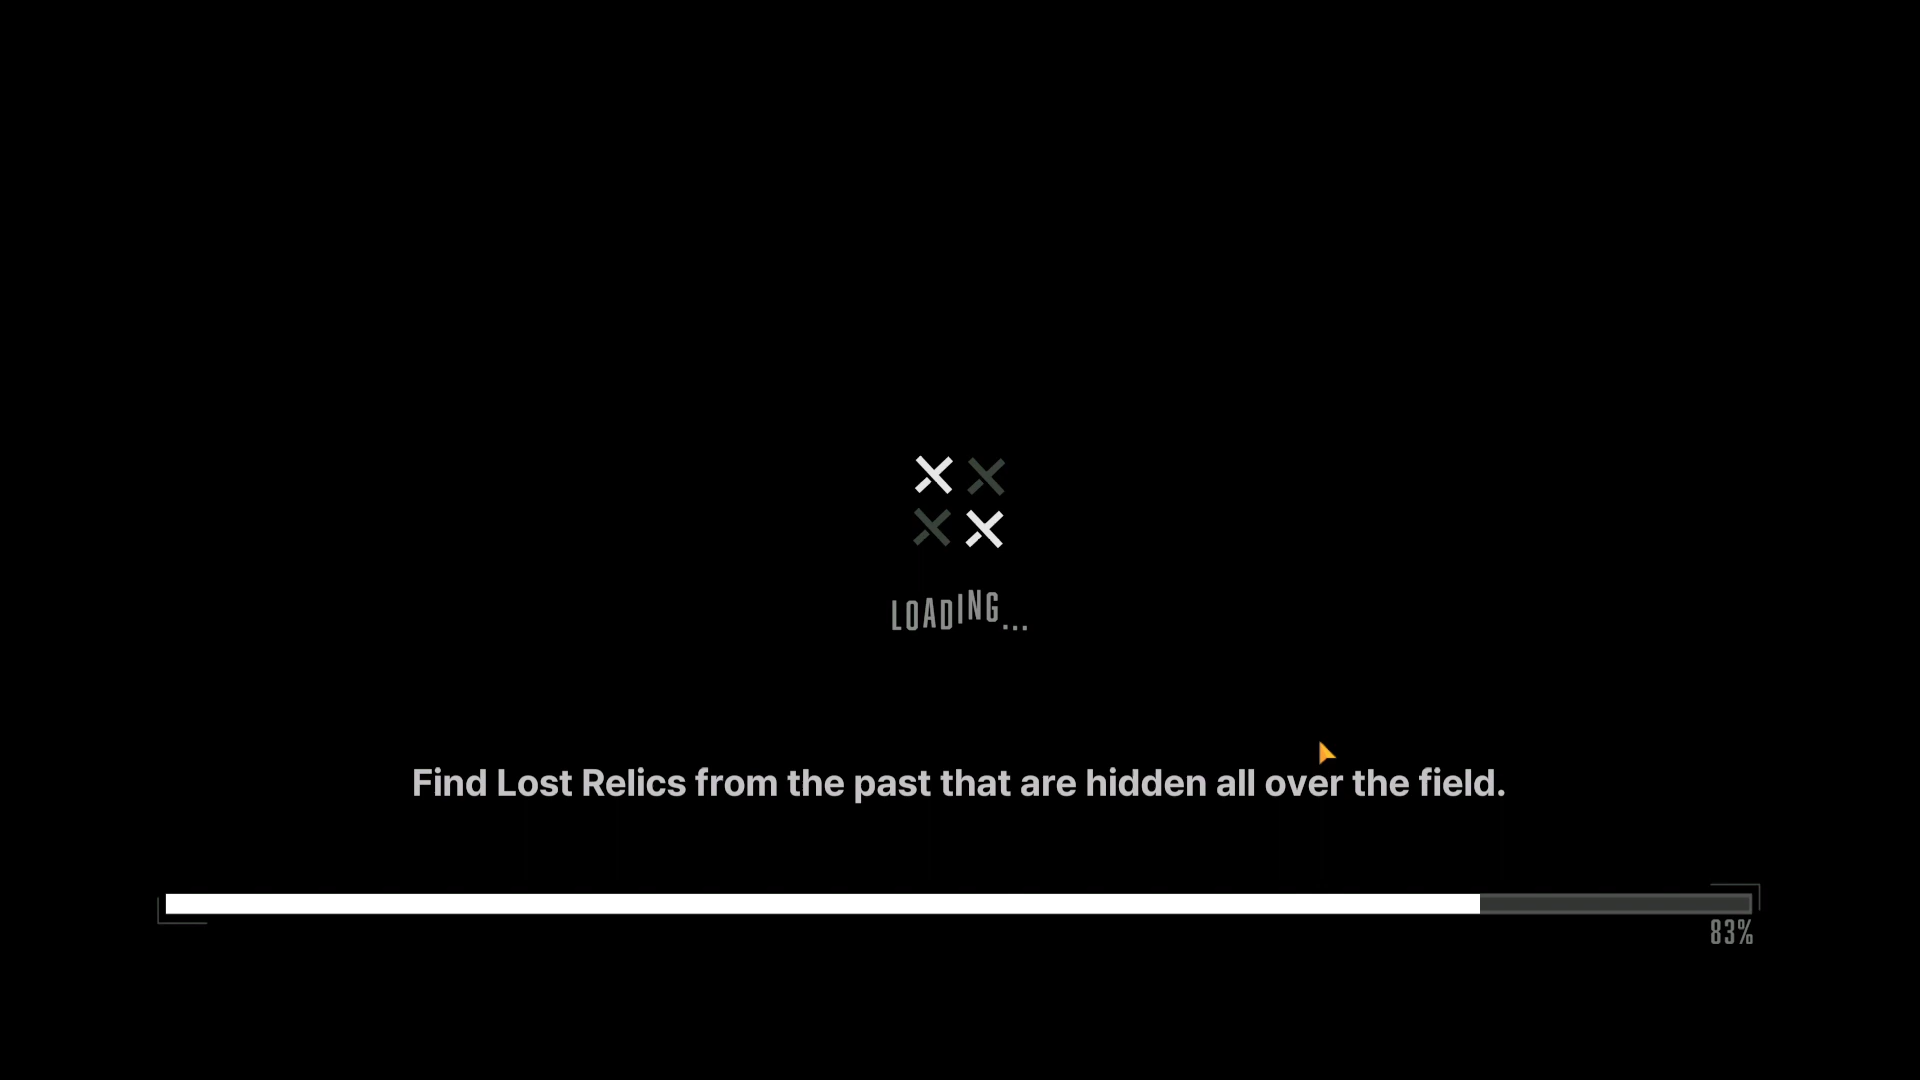 LOADING...
Find Lost Relics from the past that are hidden all over the field.
83%